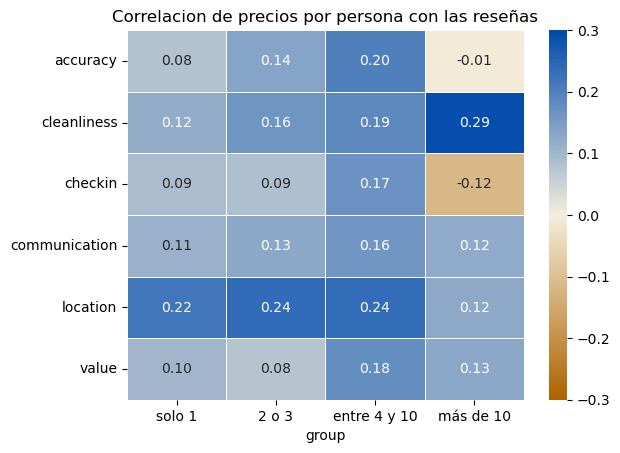 Correlacion de precios por persona con las reseñas
accuracy 0.08 0.14 0.20 -0.01
cleanliness 0.12 0.16 0.19 0.29
checkin 0.09 0.09 0.17 -0.12
communication 0.11 0.13 0.16 0.12
location 0.22 0.24 0.24 0.12
value 0.10 0.08 0.18 0.13
solo 1 2 o 3 entre 4 y 10 más de 10
group
0.3
0.2
0.1
0.0
−0.1
−0.2
−0.3